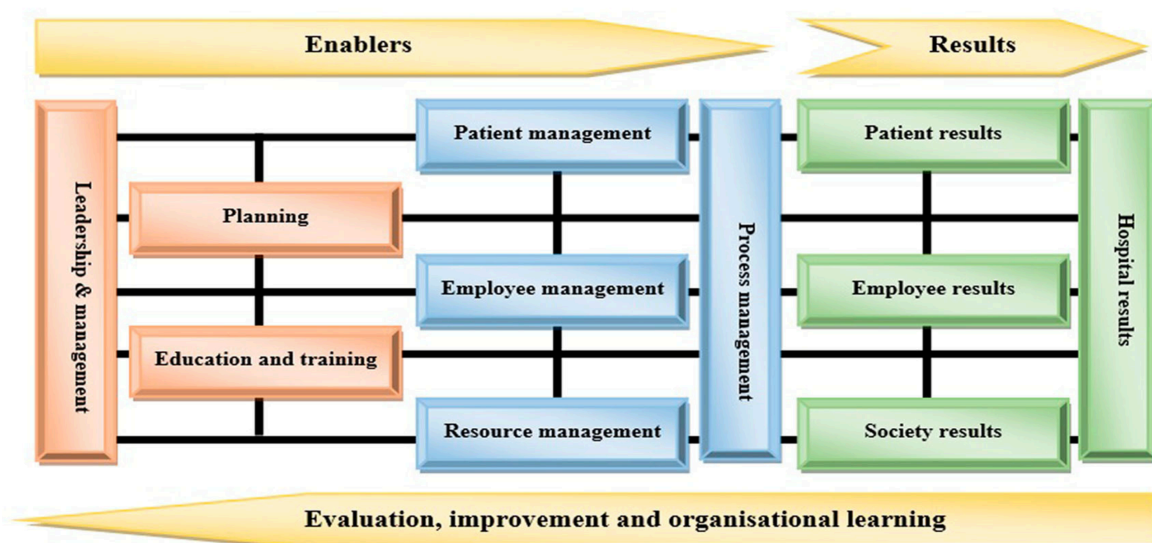 Enablers
Results
Leadership & management
Patient management
Process management
Patient results
Hospital results
Planning
Employee management
Employee results
Education and training
Resource management
Society results
Evaluation, improvement and organisational learning